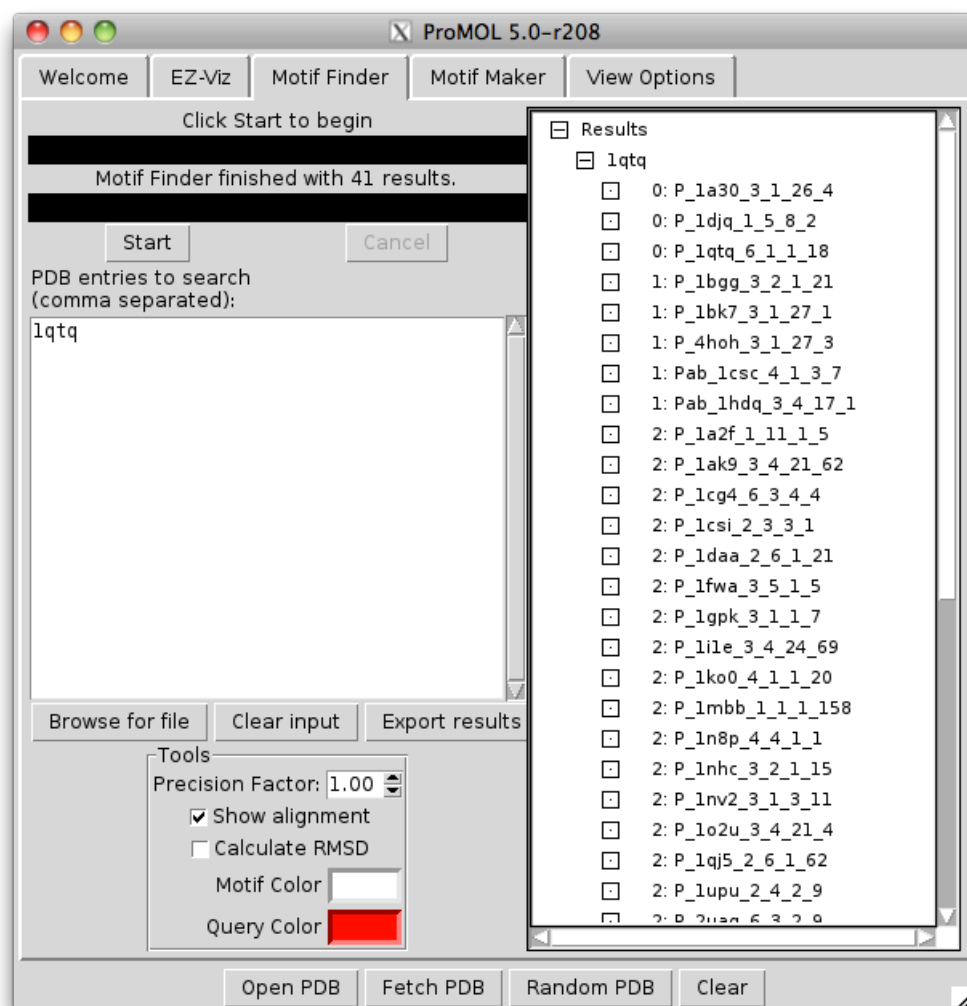 ProMOL 5.0-r208
Welcome
EZ-Viz
Motif Finder
Motif Maker
View Options
Click Start to begin
Motif Finder finished with 41 results.
Start
Cancel
PDB entries to search
(comma separated):
1qtq
Browse for file
Clear input
Export results
Tools
Precision Factor: 1.00
Show alignment
Calculate RMSD
Motif Color
Query Color
Results
1qtq
0: P_1a30_3_1_26_4
0: P_1djq_1_5_8_2
0: P_1qtq_6_1_1_18
1: P_1bgg_3_2_1_21
1: P_1bk7_3_1_27_1
1: P_4hoh_3_1_27_3
1: Pab_1csc_4_1_3_7
1: Pab_1hdq_3_4_17_1
2: P_1a2f_1_11_1_5
2: P_1ak9_3_4_21_62
2: P_1cg4_6_3_4_4
2: P_1csi_2_3_3_1
2: P_1daa_2_6_1_21
2: P_1fwa_3_5_1_5
2: P_1gpk_3_1_1_7
2: P_1i1e_3_4_24_69
2: P_1ko0_4_1_1_20
2: P_1mbb_1_1_1_158
2: P_1n8p_4_4_1_1
2: P_1nhc_3_2_1_15
2: P_1nv2_3_1_3_11
2: P_1o2u_3_4_21_4
2: P_1qj5_2_6_1_62
2: P_1upu_2_4_2_9
2: P_2uag_6_3_2_9
Open PDB
Fetch PDB
Random PDB
Clear